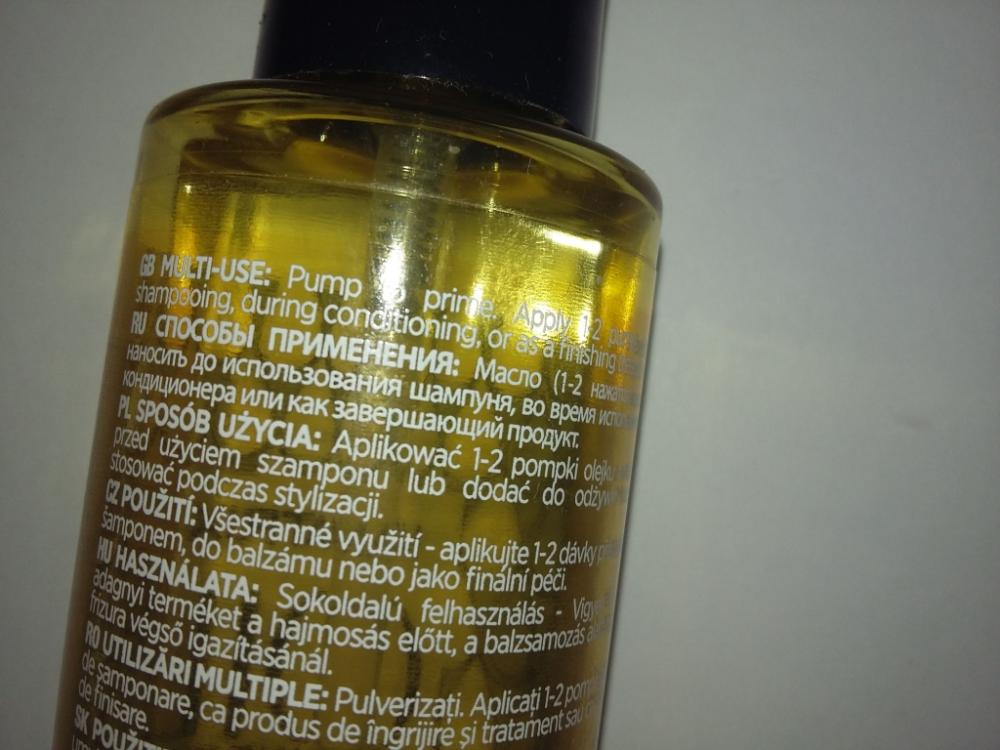 GB MULTI-USE: Pump to prime. Apply 1-2
shampooing, during conditioning, or as a finishing
RU СПОСОБЫ ПРИМЕНЕНИЯ: Масло (1-2
наносить до использования шампуня, во время
кондиционера или как завершающий продукт.
PL SPOSÓB UŻYCIA: Aplikować 1-2 pompki olejku
przed użyciem szamponu lub dodać do
stosować podczas stylizacji.
CZ POUŽITÍ: Všestranné využití - aplikujte 1-2 dávky
šamponem, do balzámu nebo jako finální péči.
HU HASZNÁLATA: Sokoldalú felhasználás -
adagnyi terméket a hajmosás előtt, a balzsamozás
frizura végső igazításánál.
RO UTILIZĂRI MULTIPLE: Pulverizați. Aplicați 1-2
de șamponare, ca produs de îngrijire și tratament sau
de finisare.
SK